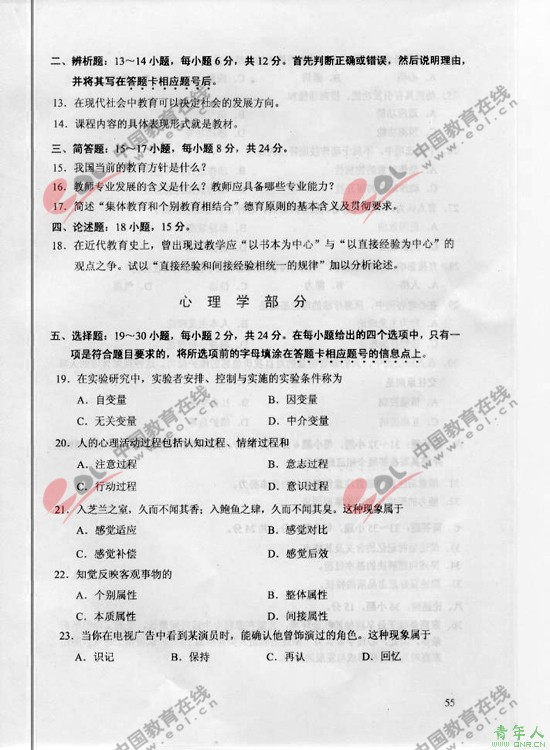 二、辨析题：13～14小题，每小题6分，共12分。首先判断正确或错误，然后说明理由，
并将其写在答题卡相应题号后。
13．在现代社会中教育可以决定社会的发展方向。
14．课程内容的具体表现形式就是教材。
三、简答题：15～17小题，每小题8分，共24分。
15．我国当前的教育方针是什么？
16．教师专业发展的含义是什么？教师应具备哪些专业能力？
17．简述“集体教育和个别教育相结合”德育原则的基本含义及贯彻要求。
四、论述题：18小题，15分。
18．在近代教育史上，曾出现过教学应“以书本为中心”与“以直接经验为中心”的
观点之争。试以“直接经验和间接经验相统一的规律”加以分析论述。
心理学部分
五、选择题：19～30小题，每小题2分，共24分。在每小题给出的四个选项中，只有一
项是符合题目要求的，将所选项前的字母填涂在答题卡相应题号的信息点上。
19．在实验研究中，实验者安排、控制与实施的实验条件称为
A．自变量 B．因变量
C．无关变量 D．中介变量
20．人的心理活动过程包括认知过程、情绪过程和
A．注意过程 B．意志过程
C．行动过程 D．意识过程
21．入芝兰之室，久而不闻其香；入鲍鱼之肆，久而不闻其臭。这种现象属于
A．感觉适应 B．感觉对比
C．感觉补偿 D．感觉后效
22．知觉反映客观事物的
A．个别属性 B．整体属性
C．本质属性 D．间接属性
23．当你在电视广告中看到某演员时，能确认他曾饰演过的角色。这种现象属于
A．识记 B．保持 C．再认 D．回忆
55
中国教育在线
www.eol.cn
青年人
WWW.QNR.CN